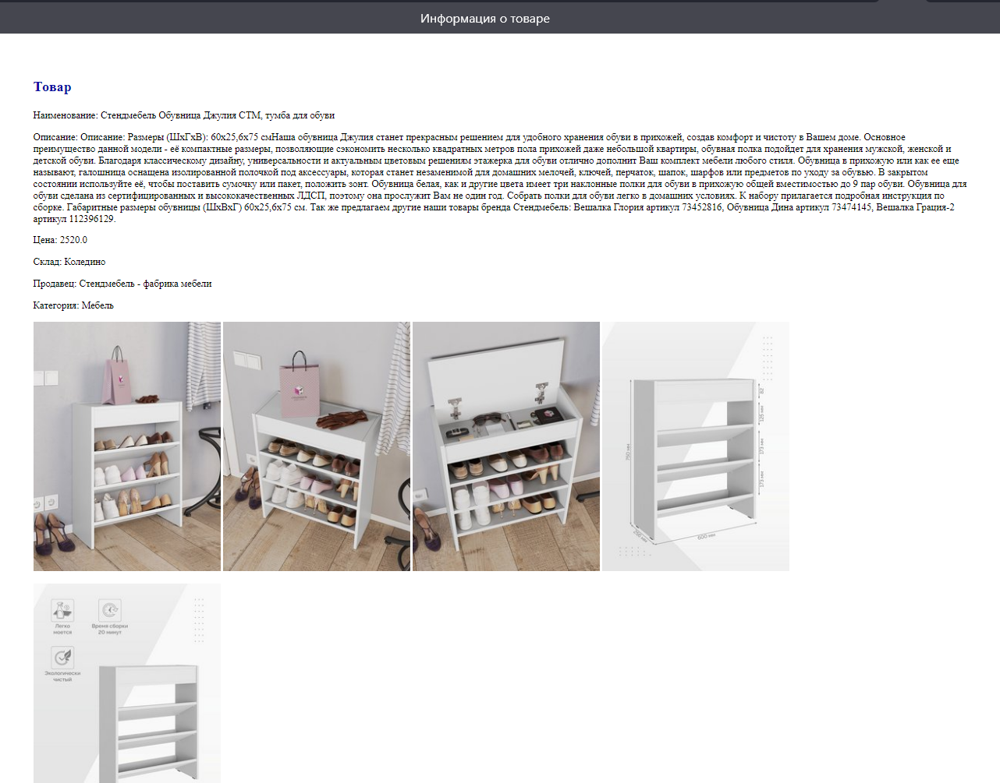 Информация о товаре
Товар
Наименование: Стендмебель Обувница Джулия СТМ, тумба для обуви
Описание: Описание: Размеры (ШхГхВ): 60х25,6х75 смНаша обувница Джулия станет прекрасным решением для удобного хранения обуви в прихожей, создав комфорт и чистоту в Вашем доме. Основное
преимущество данной модели - её компактные размеры, позволяющие сэкономить несколько квадратных метров пола прихожей даже небольшой квартиры, обувная полка подойдет для хранения мужской, женской и
детской обуви. Благодаря классическому дизайну, универсальности и актуальным цветовым решениям этажерка для обуви отлично дополнит Ваш комплект мебели любого стиля. Обувница в прихожую или как ее еще
называют, галошница оснащена изолированной полочкой под аксессуары, которая станет незаменимой для домашних мелочей, ключей, перчаток, шапок, шарфов или предметов по уходу за обувью. В закрытом
состоянии используйте её, чтобы поставить сумочку или пакет, положить зонт. Обувница белая, как и другие цвета имеет три наклонные полки для обуви в прихожую общей вместимостью до 9 пар обуви. Обувница для
обуви сделана из сертифицированных и высококачественных ЛДСП, поэтому она прослужит Вам не один год. Собрать полки для обуви легко в домашних условиях. К набору прилагается подробная инструкция по
сборке. Габаритные размеры обувницы (ШхВхГ) 60х25,6х75 см. Так же предлагаем другие наши товары бренда Стендмебель: Вешалка Глория артикул 73452816, Обувница Дина артикул 73474145, Вешалка Грация-2
артикул 112396129.
Цена: 2520.0
Склад: Коледино
Продавец: Стендмебель - фабрика мебели
Категория: Мебель
82
125 мм
173 мм
173 мм
750 мм
256 мм
600 мм
Легко
моется
Время сборки
20 минут
Экологически
чистый